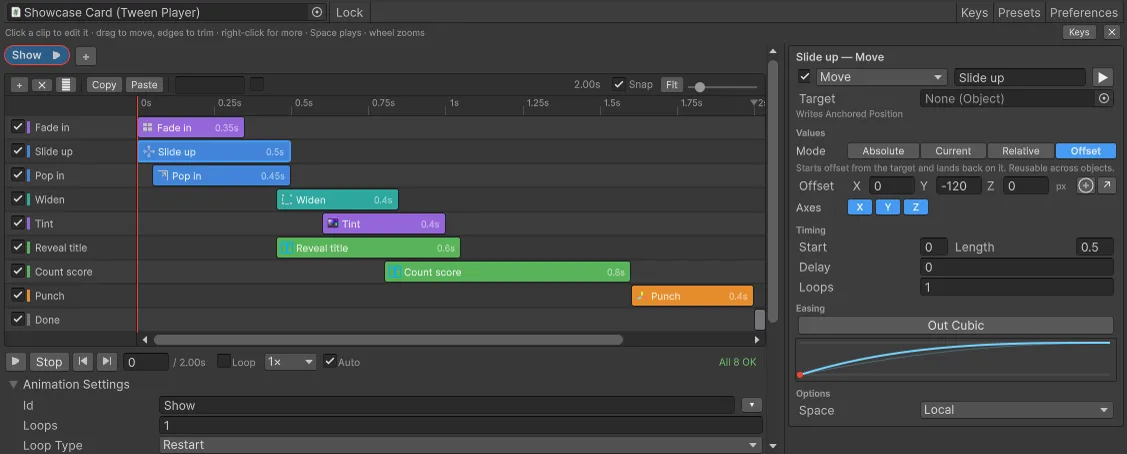 Showcase Card (Tween Player) Lock Keys Presets Preferences
Click a clip to edit it · drag to move, edges to trim · right-click for more · Space plays · wheel zooms Keys
Show
Copy Paste 2.00s Snap Fit
0s 0.25s 0.5s 0.75s 1s 1.25s 1.5s 1.75s 2s
Fade in Fade in 0.35s
Slide up Slide up 0.5s
Pop in Pop in 0.45s
Widen Widen 0.4s
Tint Tint 0.4s
Reveal title Reveal title 0.6s
Count score Count score 0.8s
Punch Punch 0.4s
Done
Stop 0 / 2.00s Loop 1× Auto All 8 OK
Animation Settings
Id Show
Loops 1
Loop Type Restart
Slide up — Move
Move Slide up
Target None (Object)
Writes Anchored Position
Values
Mode Absolute Current Relative Offset
Starts offset from the target and lands back on it. Reusable across objects.
Offset X 0 Y -120 Z 0 px
Axes X Y Z
Timing
Start 0 Length 0.5
Delay 0
Loops 1
Easing
Out Cubic
Options
Space Local